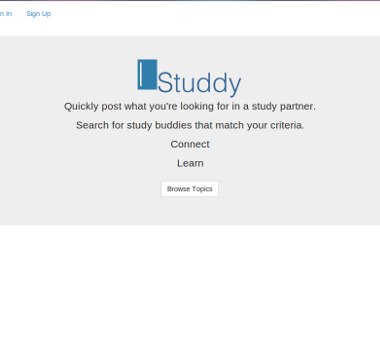 n In Sign Up
Studdy
Quickly post what you're looking for in a study partner.
Search for study buddies that match your criteria.
Connect
Learn
Browse Topics